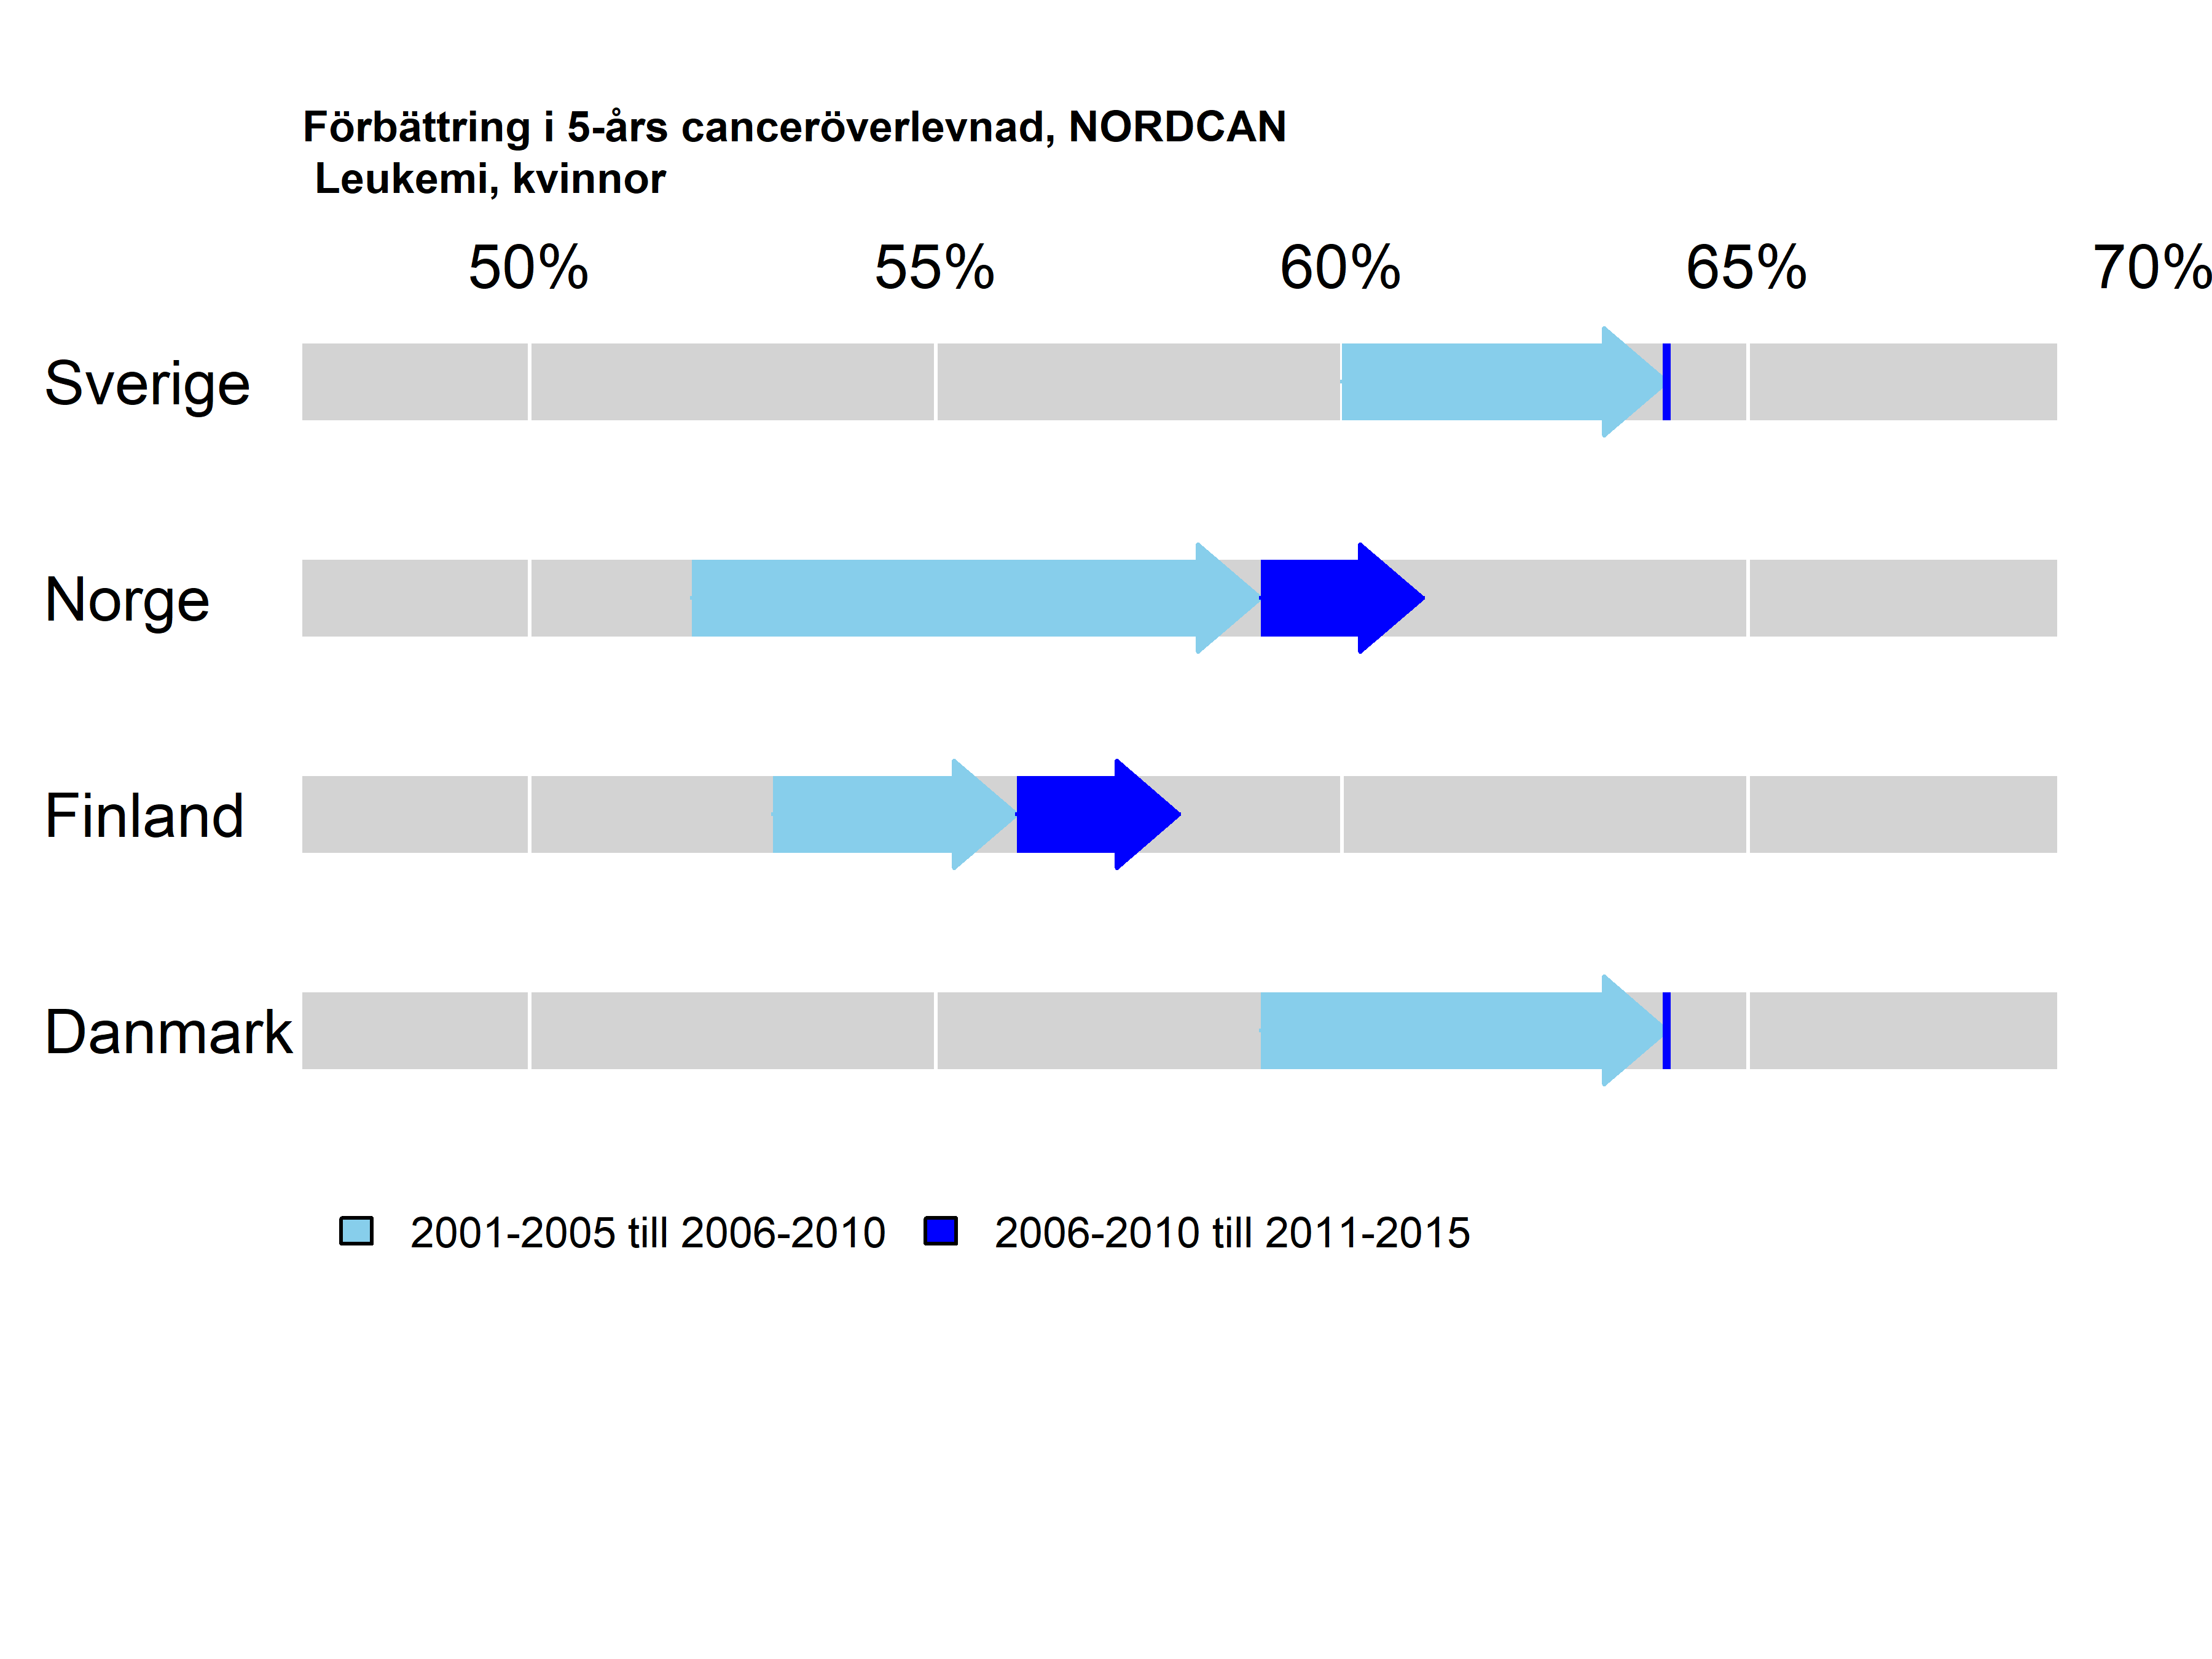 Förbättring i 5-års canceröverlevnad, NORDCAN
Leukemi, kvinnor
50% 55% 60% 65% 70%
Sverige
Norge
Finland
Danmark
2001-2005 till 2006-2010 2006-2010 till 2011-2015